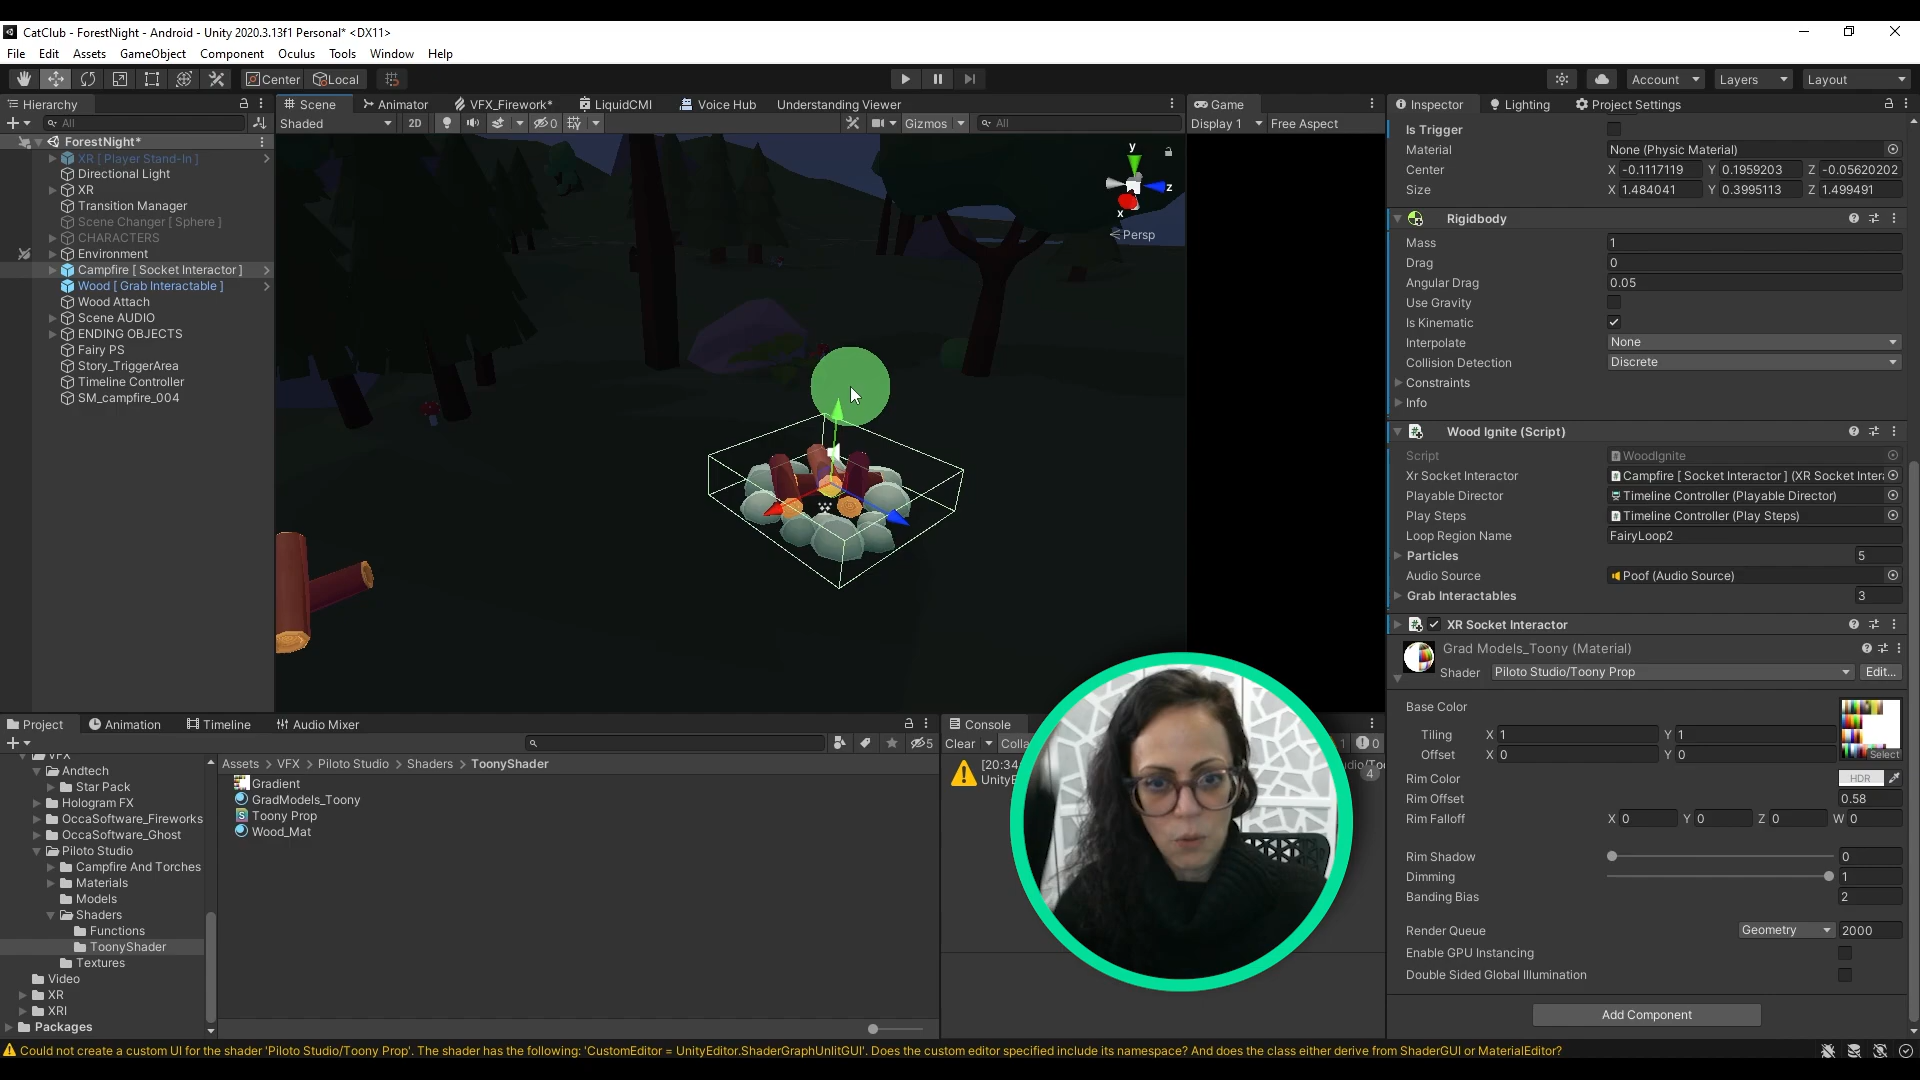 CatClub - ForestNight - Android - Unity 2020.3.13f1 Personal* <DX11>
File Edit Assets GameObject Component Oculus Tools Window Help
Center Local Account Layers Layout
Hierarchy
All
ForestNight*
XR [ Player Stand-In ]
Directional Light
XR
Transition Manager
Scene Changer [ Sphere ]
CHARACTERS
Environment
Campfire [ Socket Interactor ]
Wood [ Grab Interactable ]
Wood Attach
Scene AUDIO
ENDING OBJECTS
Fairy PS
Story_TriggerArea
Timeline Controller
SM_campfire_004
Scene Animator VFX_Firework* LiquidCMI Voice Hub Understanding Viewer
Shaded 2D 0 Gizmos All
y
z
x
Persp
Game
Display 1 Free Aspect
Inspector Lighting Project Settings
Is Trigger
Material None (Physic Material)
Center X -0.1117119 Y 0.1959203 Z -0.05620202
Size X 1.484041 Y 0.3995113 Z 1.499491
Rigidbody
Mass 1
Drag 0
Angular Drag 0.05
Use Gravity
Is Kinematic
Interpolate None
Collision Detection Discrete
Constraints
Info
Wood Ignite (Script)
Script WoodIgnite
Xr Socket Interactor Campfire [ Socket Interactor ] (XR Socket Inter
Playable Director Timeline Controller (Playable Director)
Play Steps Timeline Controller (Play Steps)
Loop Region Name FairyLoop2
Particles 5
Audio Source Poof (Audio Source)
Grab Interactables 3
XR Socket Interactor
Grad Models_Toony (Material)
Shader Piloto Studio/Toony Prop Edit...
Base Color
Tiling X 1 Y 1
Offset X 0 Y 0
Select
Rim Color HDR
Rim Offset 0.58
Rim Falloff X 0 Y 0 Z 0 W 0
Rim Shadow 0
Dimming 1
Banding Bias 2
Render Queue Geometry 2000
Enable GPU Instancing
Double Sided Global Illumination
Add Component
Project Animation Timeline Audio Mixer
5
VFX
Andtech
Star Pack
Hologram FX
OccaSoftware_Fireworks
OccaSoftware_Ghost
Piloto Studio
Campfire And Torches
Materials
Models
Shaders
Functions
ToonyShader
Textures
Video
XR
XRI
Packages
Assets > VFX > Piloto Studio > Shaders > ToonyShader
Gradient
GradModels_Toony
Toony Prop
Wood_Mat
Console
Clear Colla 1 0
[20:34
UnityE
4
Could not create a custom UI for the shader 'Piloto Studio/Toony Prop'. The shader has the following: 'CustomEditor = UnityEditor.ShaderGraphUnlitGUI'. Does the custom editor specified include its namespace? And does the class either derive from ShaderGUI or MaterialEditor?